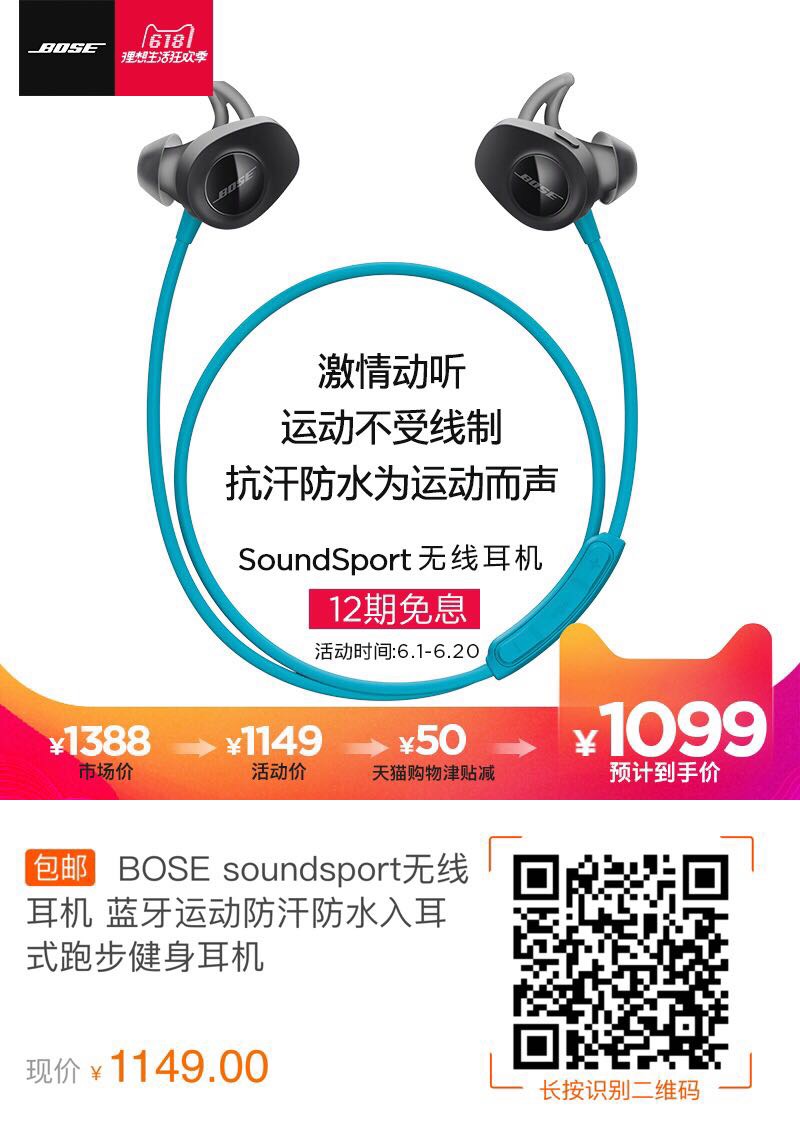 BOSE
618
理想生活狂欢季
BOSE
BOSE
激情动听
运动不受线制
抗汗防水为运动而声
SoundSport 无线耳机
12期免息
活动时间:6.1-6.20
¥1388
市场价
¥1149
活动价
¥50
天猫购物津贴减
¥1099
预计到手价
包邮 BOSE soundsport无线
耳机 蓝牙运动防汗防水入耳
式跑步健身耳机
现价 ¥ 1149.00
长按识别二维码